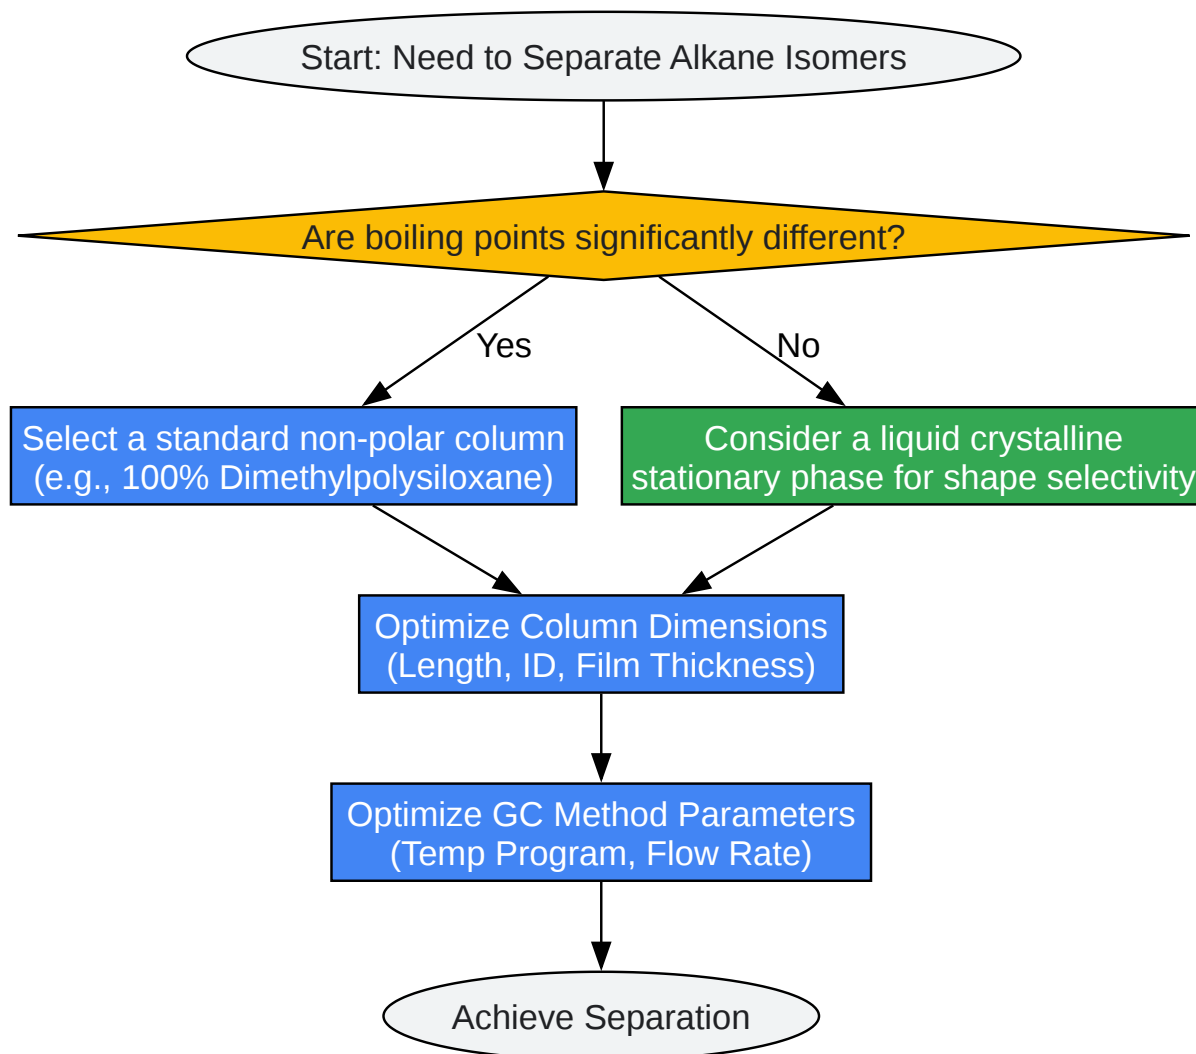 Start: Need to Separate Alkane Isomers
Are boiling points significantly different?
Yes
No
Select a standard non-polar column
(e.g., 100% Dimethylpolysiloxane)
Consider a liquid crystalline
stationary phase for shape selectivity
Optimize Column Dimensions
(Length, ID, Film Thickness)
Optimize GC Method Parameters
(Temp Program, Flow Rate)
Achieve Separation